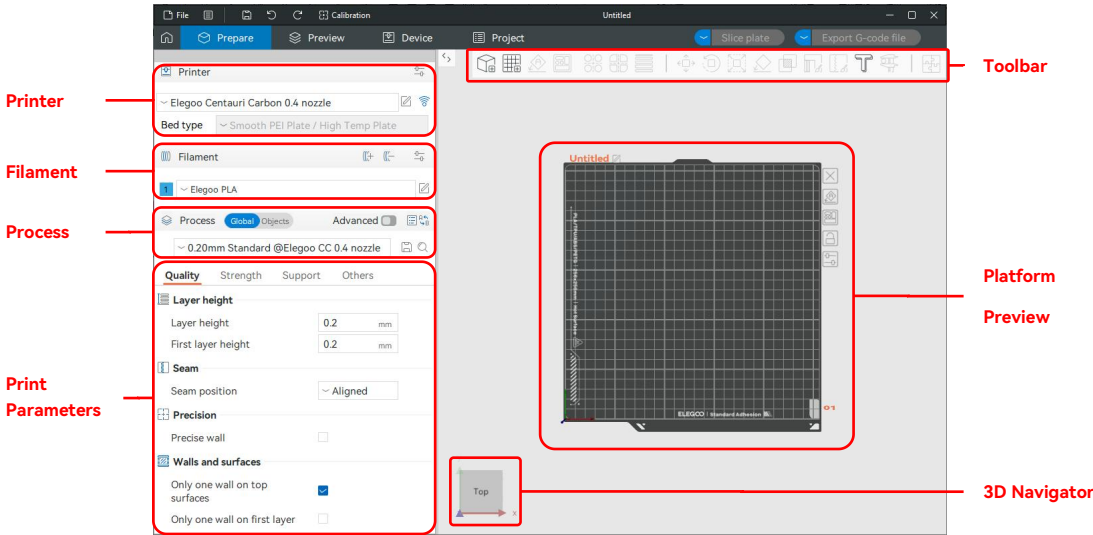 File
Calibration
Untitled
Prepare
Preview
Device
Project
Slice plate
Export G-code file
Toolbar
Printer
Printer
Elegoo Centauri Carbon 0.4 nozzle
Bed type
Smooth PEI Plate / High Temp Plate
Filament
Filament
1
Elegoo PLA
Process
Process
Global
Objects
Advanced
0.20mm Standard @Elegoo CC 0.4 nozzle
Print
Parameters
Quality
Strength
Support
Others
Layer height
Layer height
0.2 mm
First layer height
0.2 mm
Seam
Seam position
Aligned
Precision
Precise wall
Walls and surfaces
Only one wall on top
surfaces
Only one wall on first layer
Untitled
ELEGOO Standard Adhesion
01
Platform
Preview
Top
x
3D Navigator